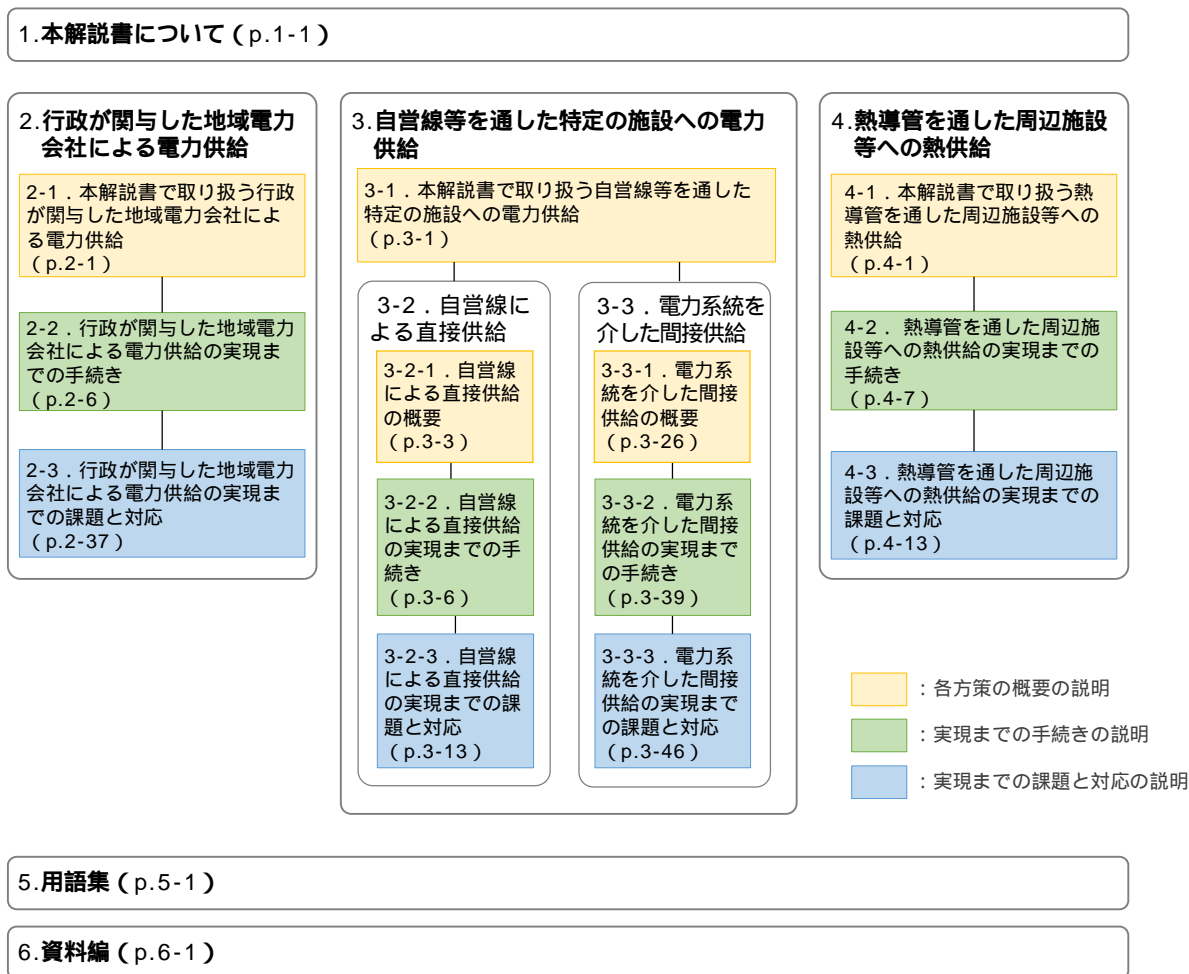 1.本解説書について（p.1-1）
2.行政が関与した地域電力
会社による電力供給
2-1．本解説書で取り扱う行政
が関与した地域電力会社によ
る電力供給
（p.2-1）
2-2．行政が関与した地域電力
会社による電力供給の実現ま
での手続き
（p.2-6）
2-3．行政が関与した地域電力
会社による電力供給の実現ま
での課題と対応
（p.2-37）
3.自営線等を通した特定の施設への電力
供給
3-1．本解説書で取り扱う自営線等を通した
特定の施設への電力供給
（p.3-1）
3-2．自営線に
よる直接供給
3-2-1．自営線
による直接供給
の概要
（p.3-3）
3-2-2．自営線
による直接供給
の実現までの手
続き
（p.3-6）
3-2-3．自営線
による直接供給
の実現までの課
題と対応
（p.3-13）
3-3．電力系統を
介した間接供給
3-3-1．電力系
統を介した間接
供給の概要
（p.3-26）
3-3-2．電力系
統を介した間接
供給の実現まで
の手続き
（p.3-39）
3-3-3．電力系
統を介した間接
供給の実現まで
の課題と対応
（p.3-46）
4.熱導管を通した周辺施設
等への熱供給
4-1．本解説書で取り扱う熱
導管を通した周辺施設等への
熱供給
（p.4-1）
4-2． 熱導管を通した周辺施
設等への熱供給の実現までの
手続き
（p.4-7）
4-3．熱導管を通した周辺施
設等への熱供給の実現までの
課題と対応
（p.4-13）
：各方策の概要の説明
：実現までの手続きの説明
：実現までの課題と対応の説明
5.用語集（p.5-1）
6.資料編（p.6-1）